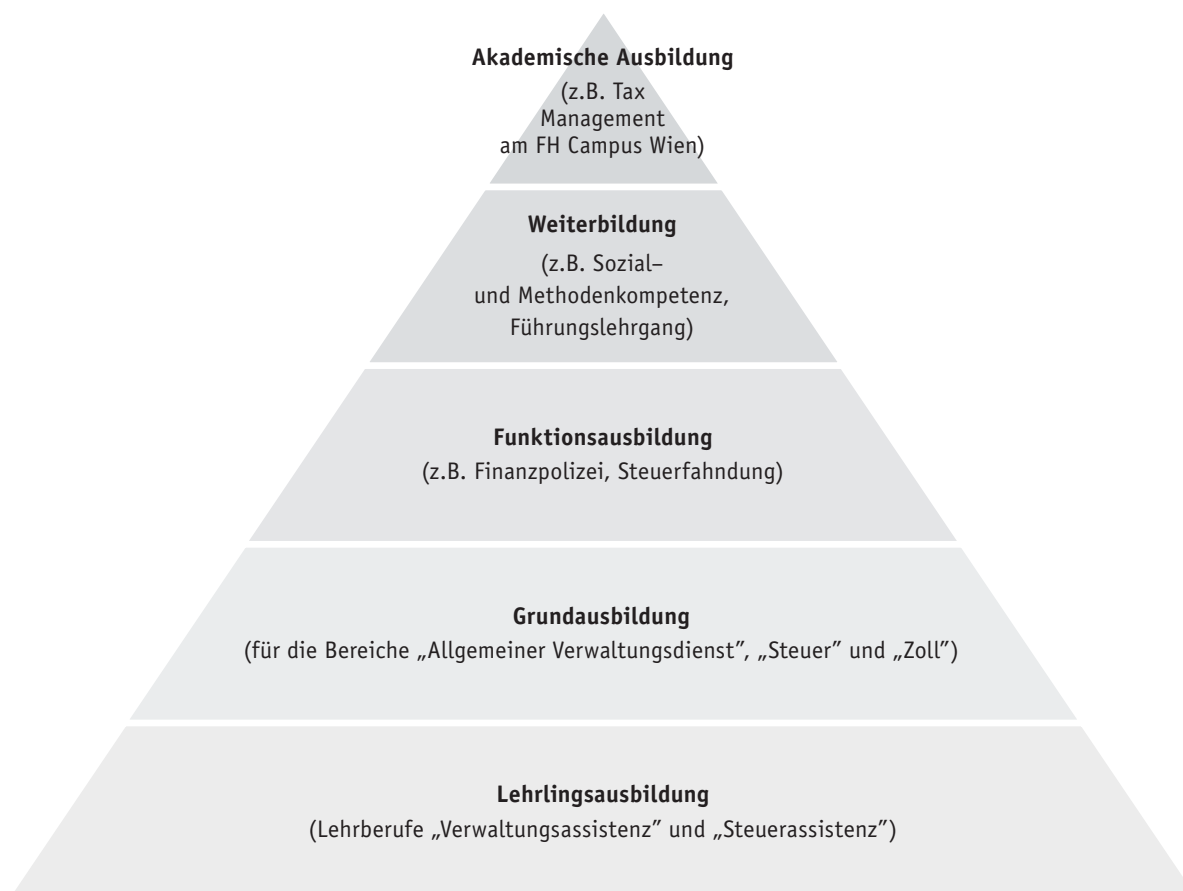 Akademische Ausbildung
(z.B. Tax
Management
am FH Campus Wien)
Weiterbildung
(z.B. Sozial–
und Methodenkompetenz,
Führungslehrgang)
Funktionsausbildung
(z.B. Finanzpolizei, Steuerfahndung)
Grundausbildung
(für die Bereiche „Allgemeiner Verwaltungsdienst”, „Steuer” und „Zoll”)
Lehrlingsausbildung
(Lehrberufe „Verwaltungsassistenz” und „Steuerassistenz”)